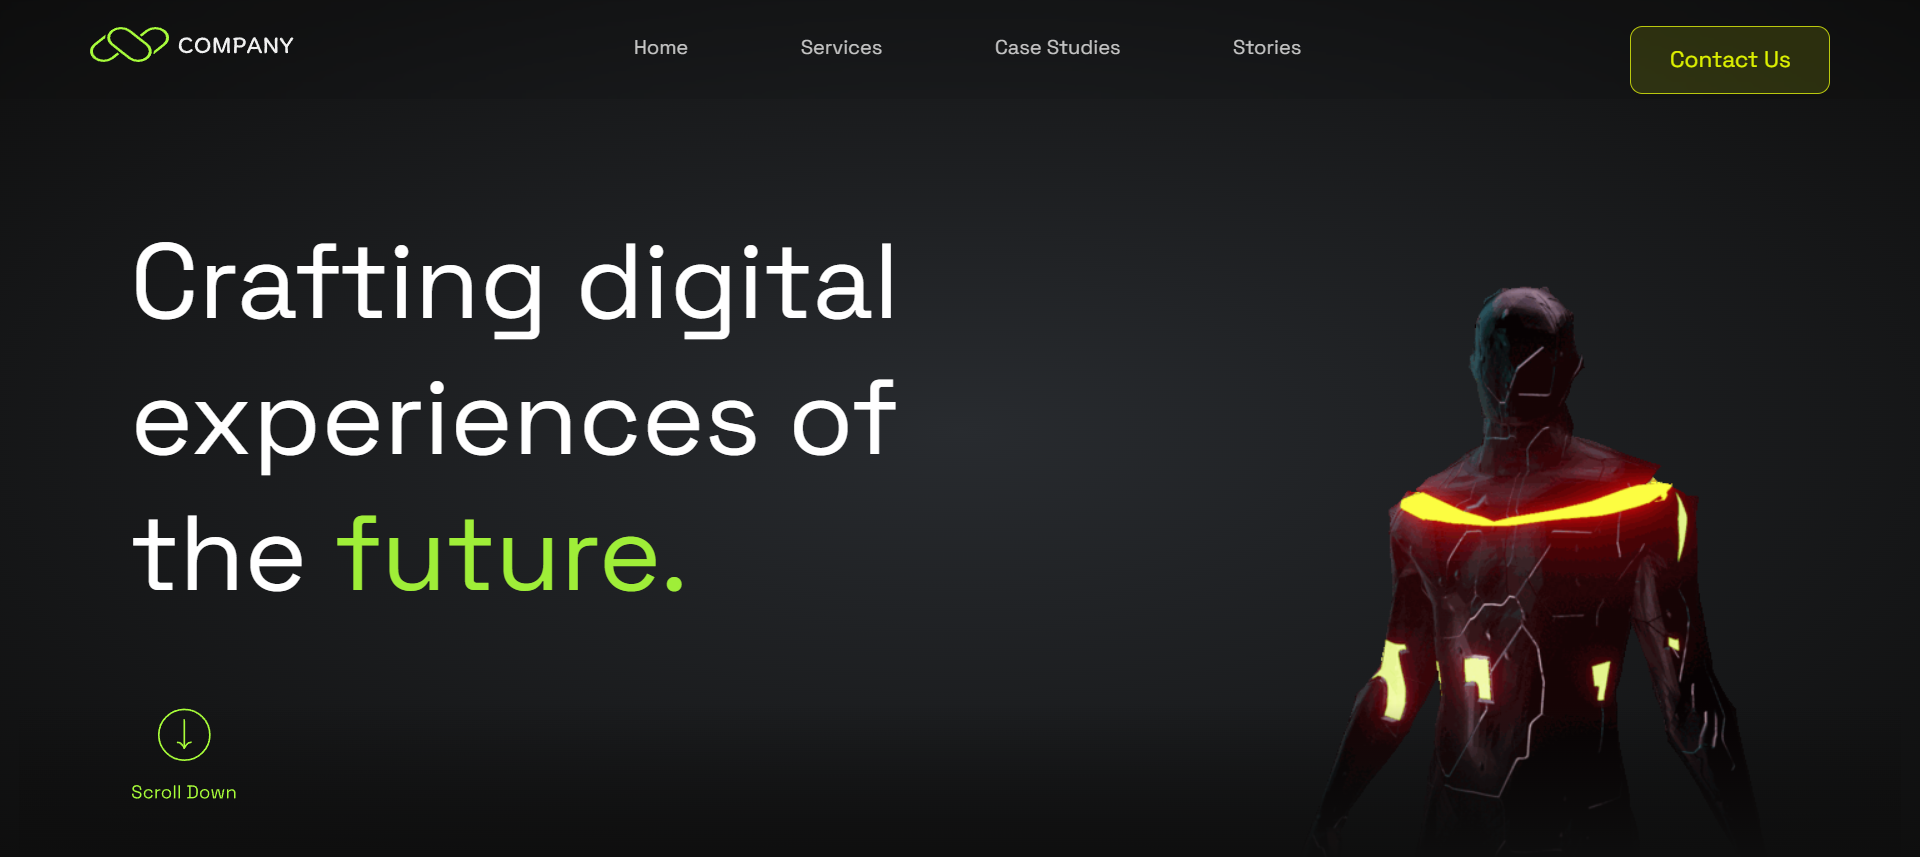 COMPANY
Home
Services
Case Studies
Stories
Contact Us
Crafting digital
experiences of
the future.
Scroll Down